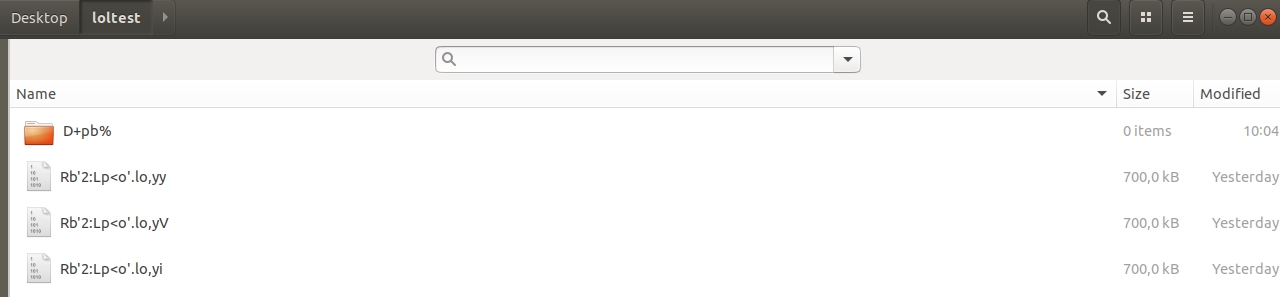 Desktop loltest
Name Size Modified
D+pb% 0 items 10:04
Rb'2:Lp<o'.lo,yy 700,0 kB Yesterday
Rb'2:Lp<o'.lo,yV 700,0 kB Yesterday
Rb'2:Lp<o'.lo,yi 700,0 kB Yesterday